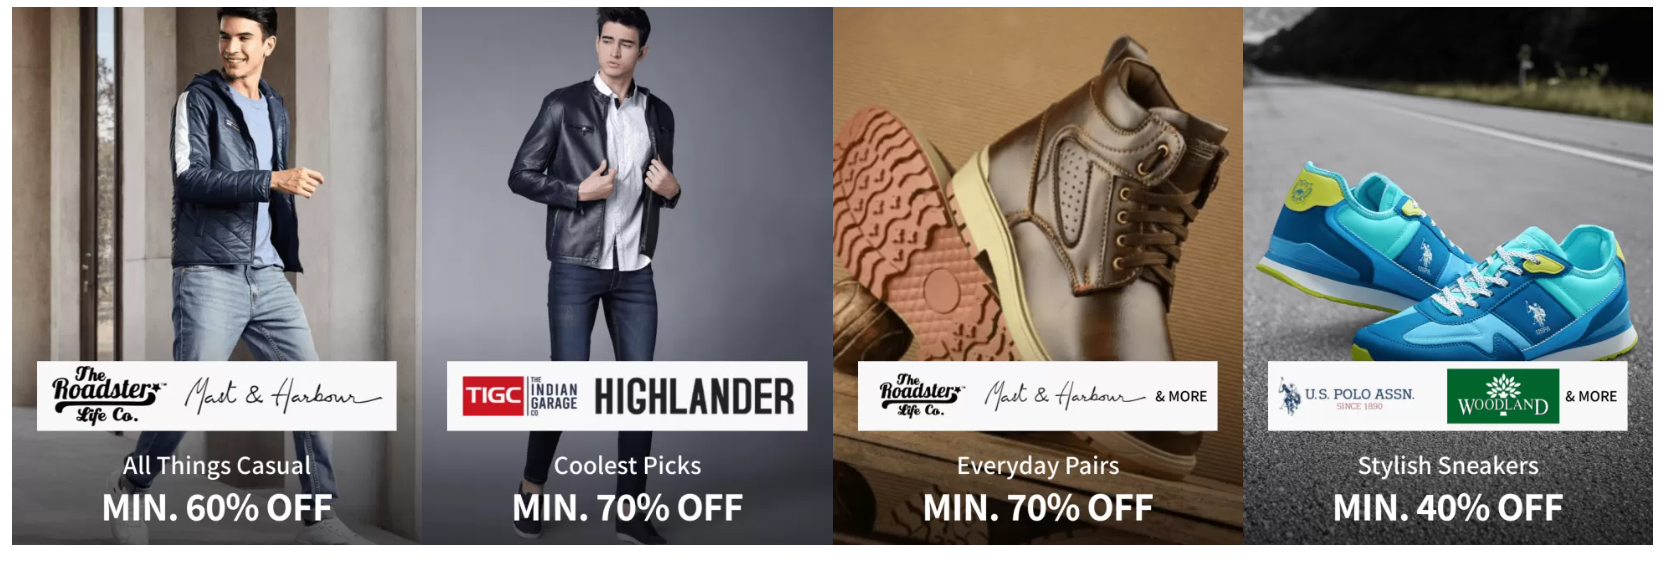 The
Roadster™
Life Co.
Mast & Harbour
All Things Casual
MIN. 60% OFF
TIGC
THE
INDIAN
GARAGE
CO
HIGHLANDER
Coolest Picks
MIN. 70% OFF
The
Roadster™
Life Co.
Mast & Harbour
& MORE
Everyday Pairs
MIN. 70% OFF
U.S. POLO ASSN.
SINCE 1890
WOODLAND
& MORE
Stylish Sneakers
MIN. 40% OFF